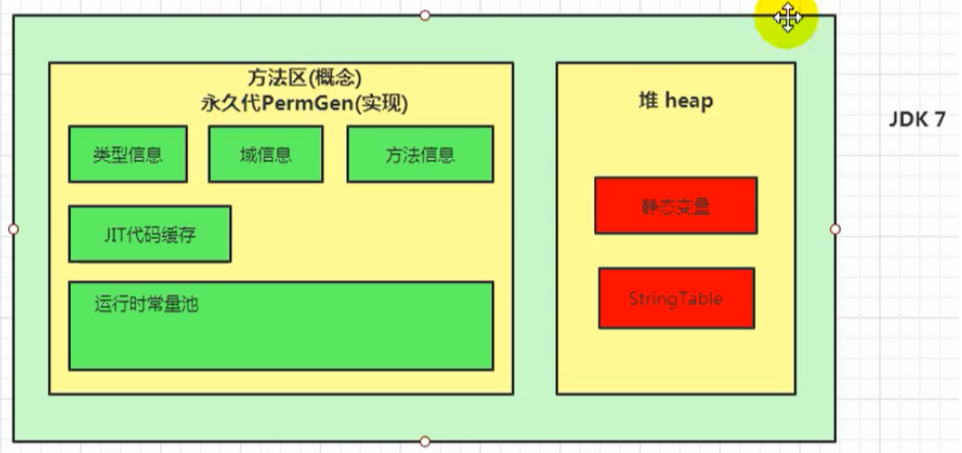 方法区(概念)
永久代PermGen(实现)
类型信息
域信息
方法信息
JIT代码缓存
运行时常量池
堆 heap
静态变量
StringTable
JDK 7